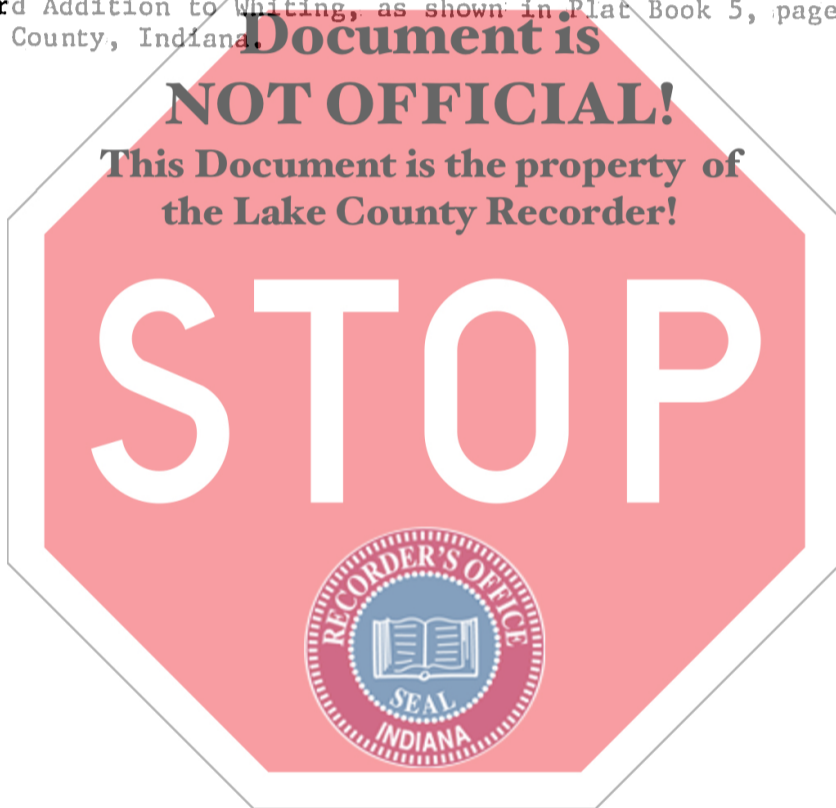 rd Addition to Whiting, as shown in Plat Book 5, page
County, Indiana.
Document is
NOT OFFICIAL!
This Document is the property of
the Lake County Recorder!
STOP
RECORDER'S OFFICE
SEAL
INDIANA